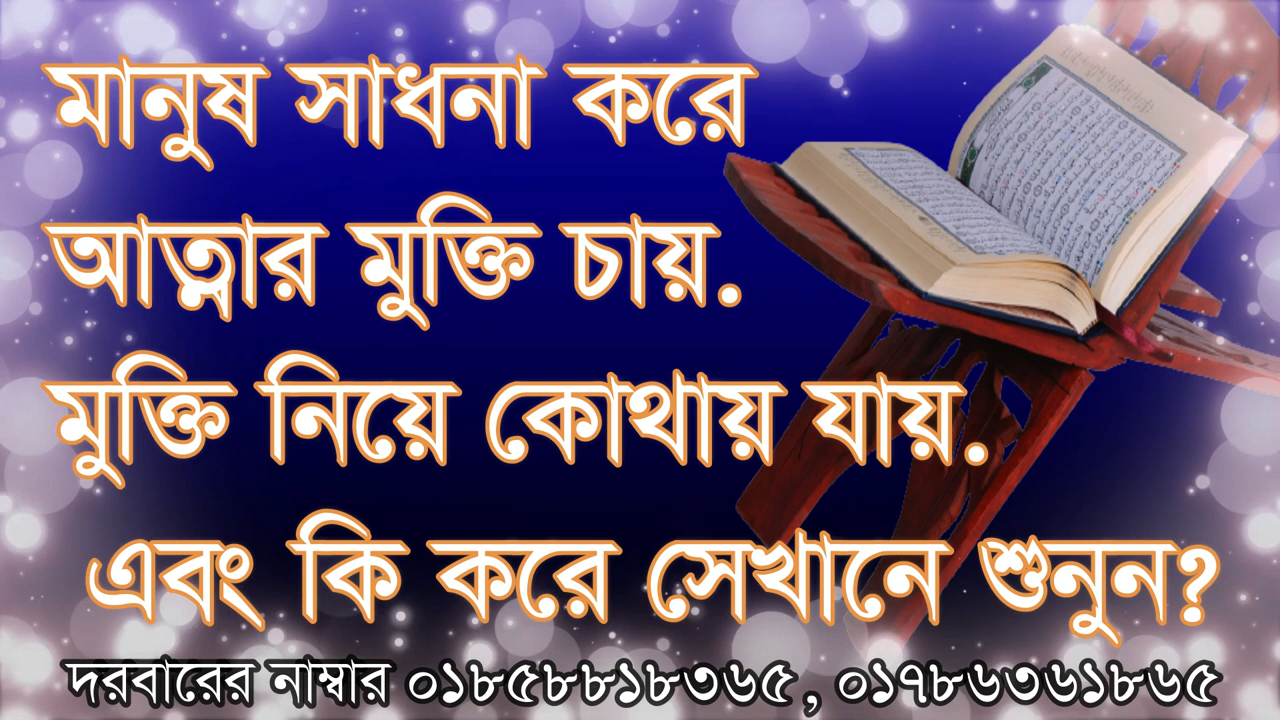 মানুষ সাধনা করে
আত্নার মুক্তি চায়.
মুক্তি নিয়ে কোথায় যায়.
এবং কি করে সেখানে শুনুন?
দরবারের নাম্বার ০১৮৫৮৮১৮৩৬৫, ০১৭৮৬৩৬১৮৬৫